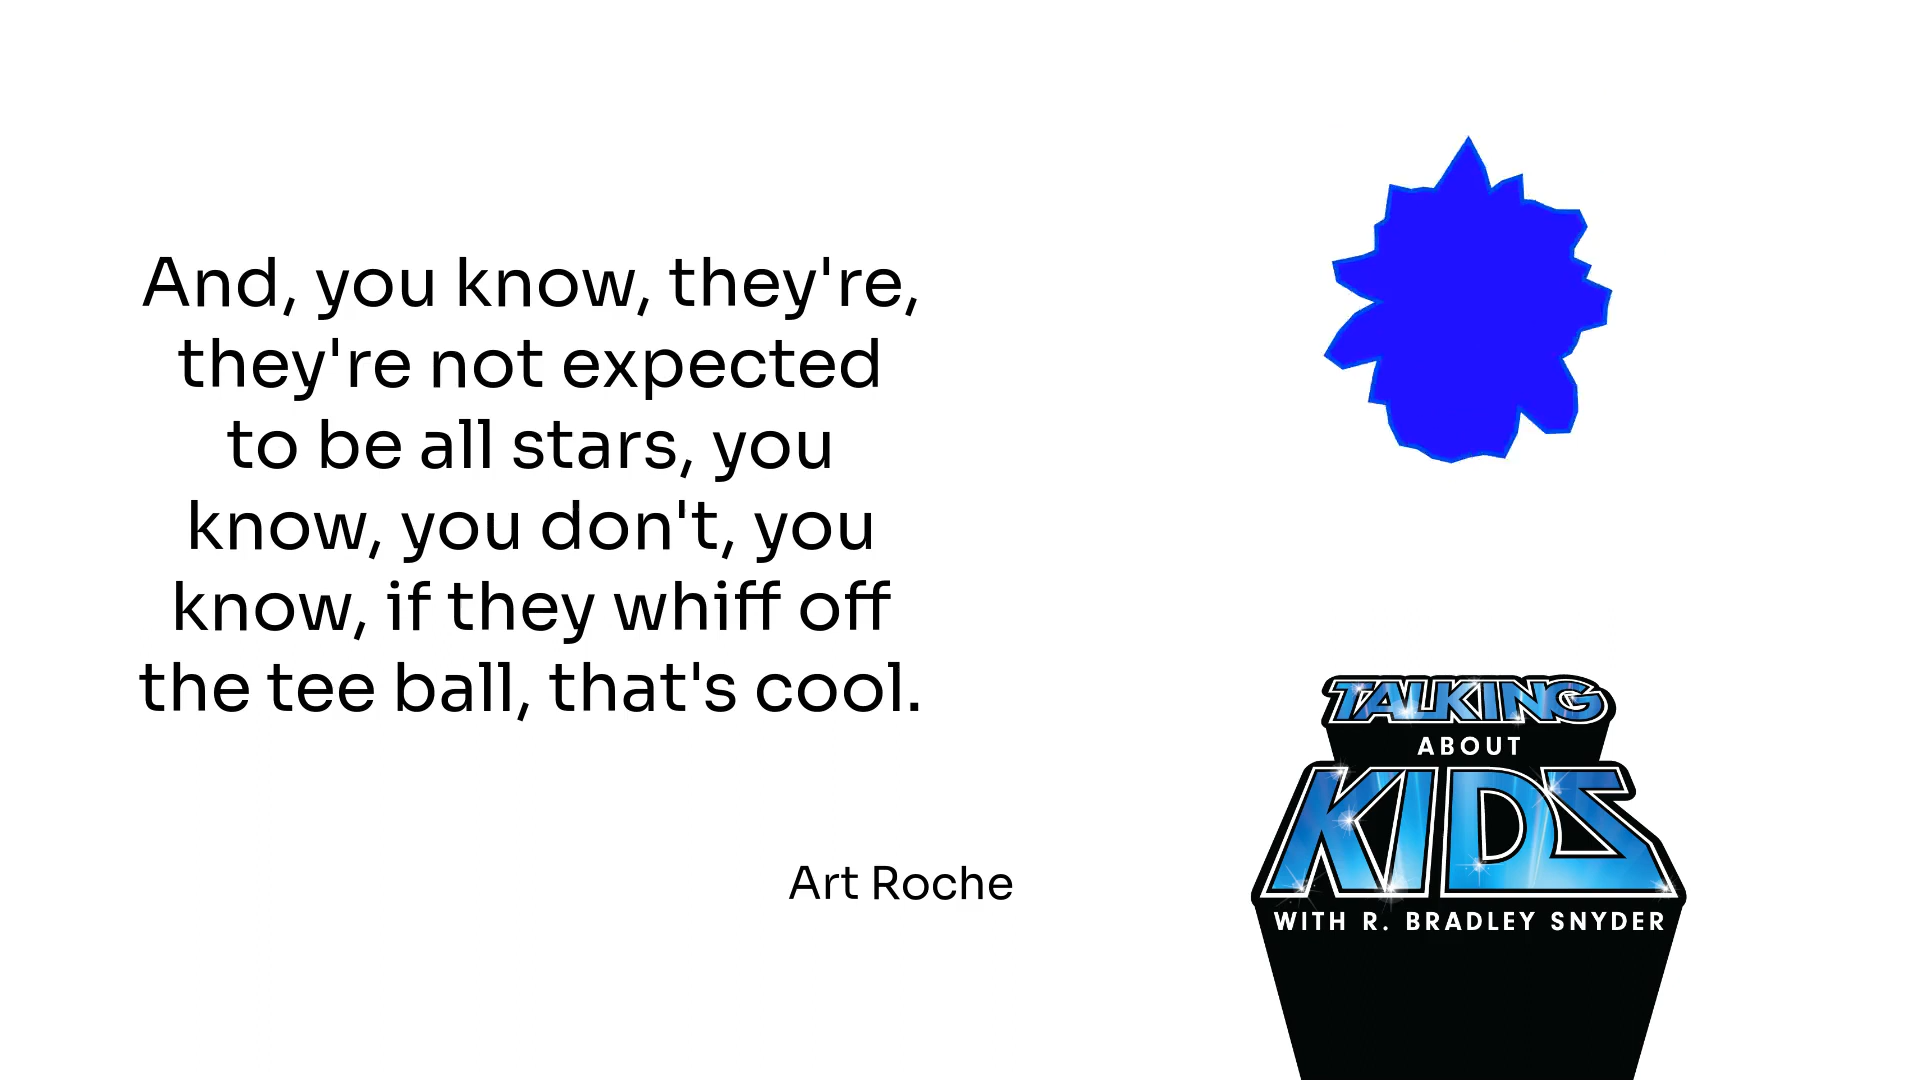 And, you know, they're,
they're not expected
to be all stars, you
know, you don't, you
know, if they whiff off
the tee ball, that's cool.
Art Roche
TALKING
ABOUT
KIDS
WITH R. BRADLEY SNYDER